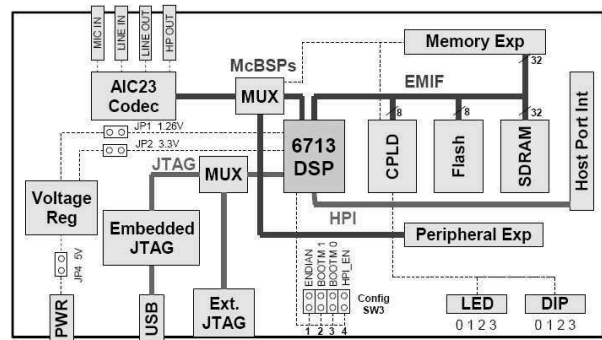 MIC IN
LINE IN
LINE OUT
HP OUT
AIC23
Codec
McBSPs
MUX
Memory Exp
32
EMIF
JP1 1.26V
JP2 3.3V
6713
DSP
8
CPLD
8
Flash
32
SDRAM
Host Port Int
JTAG
MUX
Voltage
Reg
Embedded
JTAG
HPI
Peripheral Exp
JP4 5V
ENDIAN
BOOTM 1
BOOTM 0
HPI_EN
Config
SW3
1 2 3 4
PWR
USB
Ext.
JTAG
LED
0 1 2 3
DIP
0 1 2 3